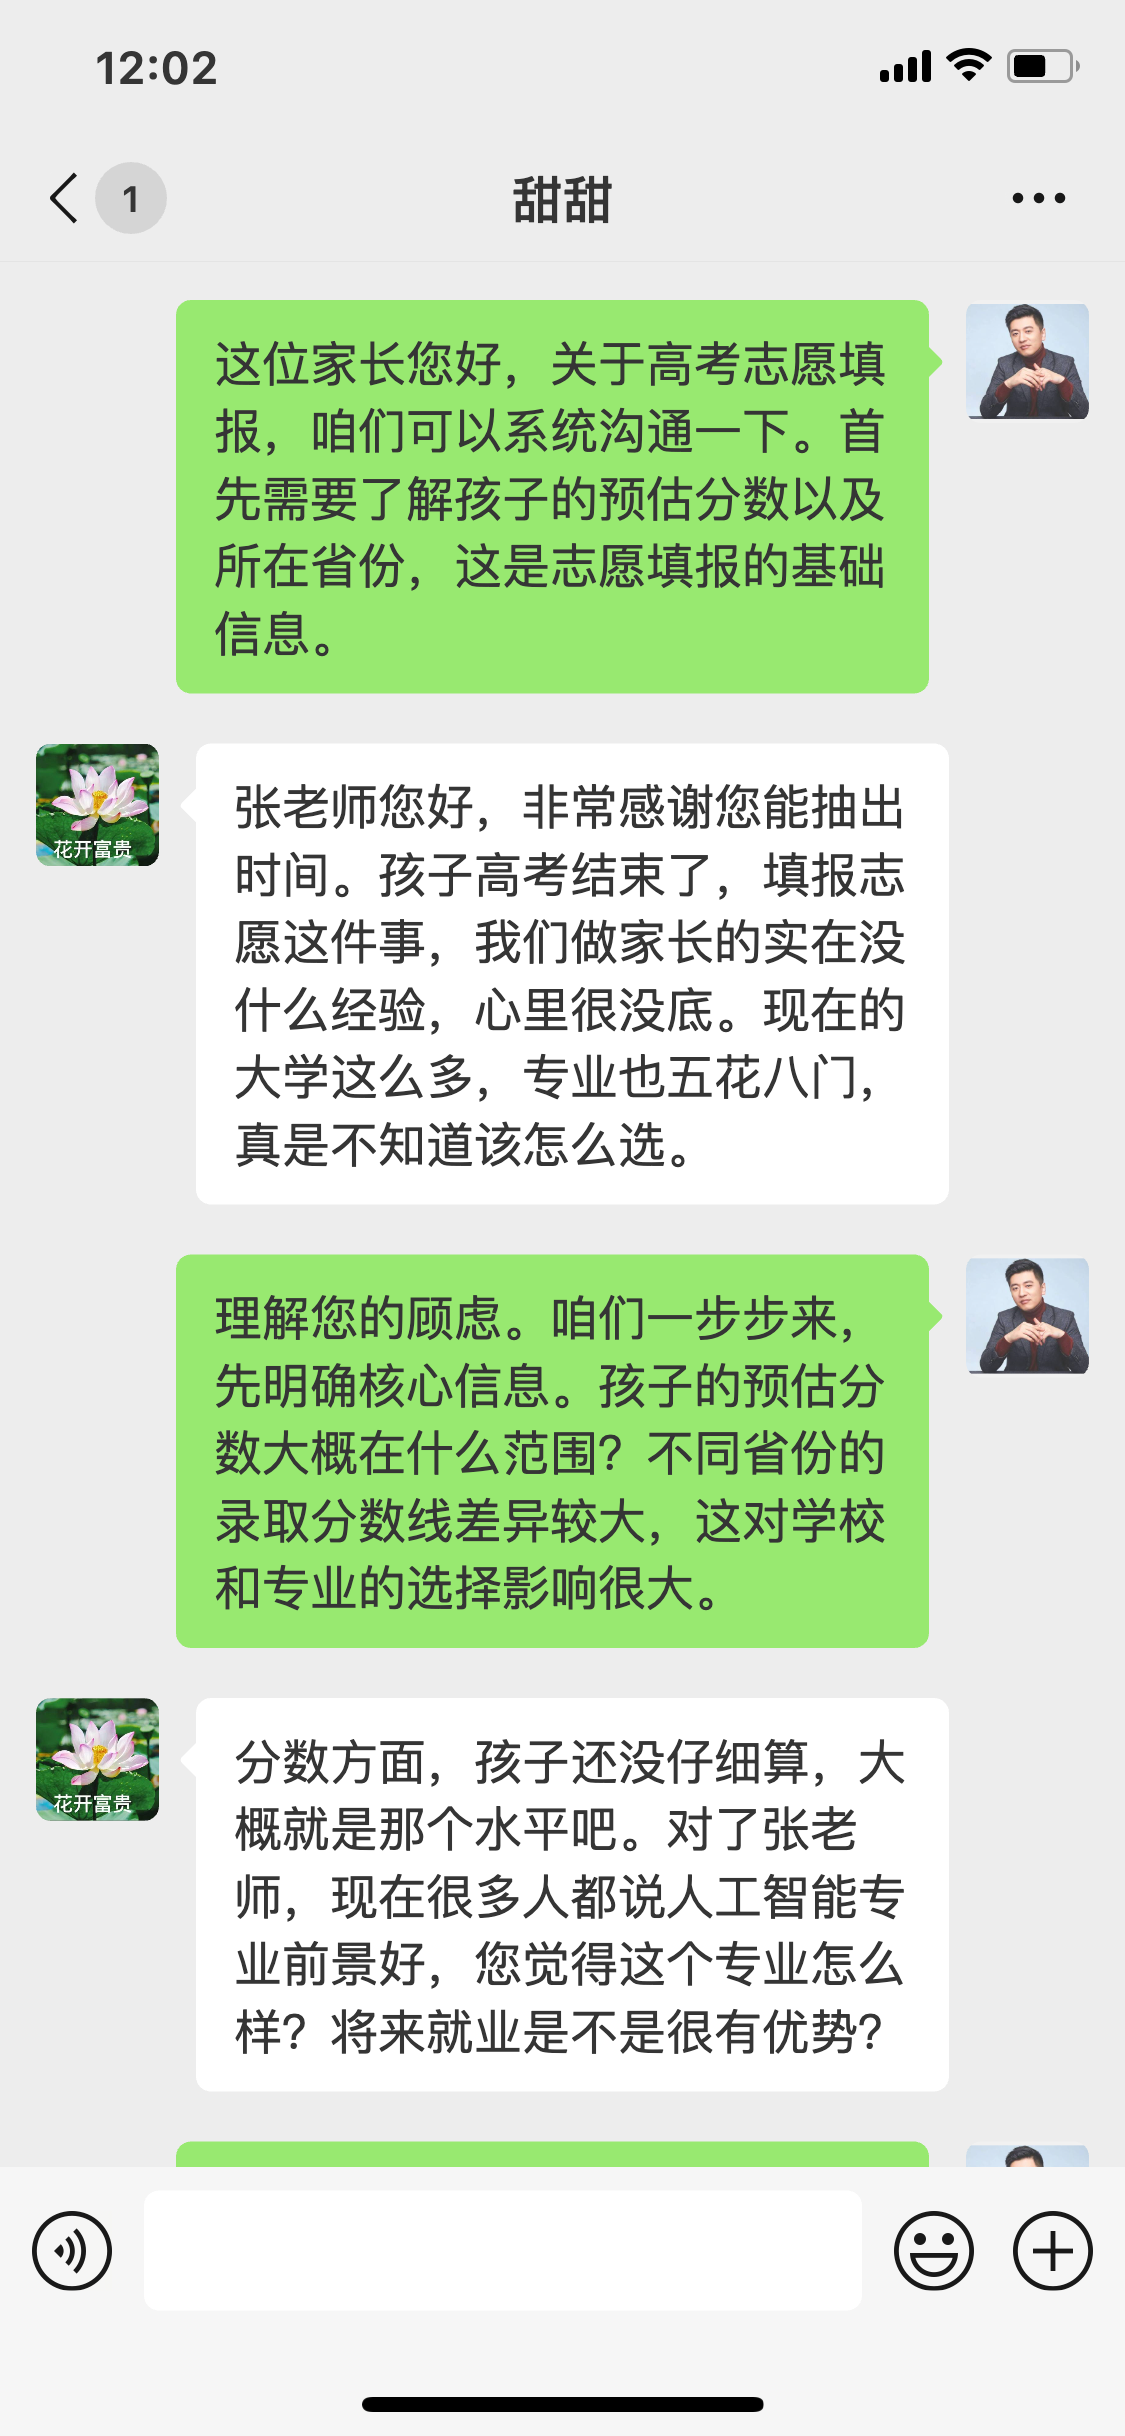 12:02
1
甜甜
这位家长您好，关于高考志愿填
报，咱们可以系统沟通一下。首
先需要了解孩子的预估分数以及
所在省份，这是志愿填报的基础
信息。
张老师您好，非常感谢您能抽出
时间。孩子高考结束了，填报志
愿这件事，我们做家长的实在没
什么经验，心里很没底。现在的
大学这么多，专业也五花八门，
真是不知道该怎么选。
花开富贵
理解您的顾虑。咱们一步步来，
先明确核心信息。孩子的预估分
数大概在什么范围？不同省份的
录取分数线差异较大，这对学校
和专业的选择影响很大。
分数方面，孩子还没仔细算，大
概就是那个水平吧。对了张老
师，现在很多人都说人工智能专
业前景好，您觉得这个专业怎么
样？将来就业是不是很有优势？
花开富贵